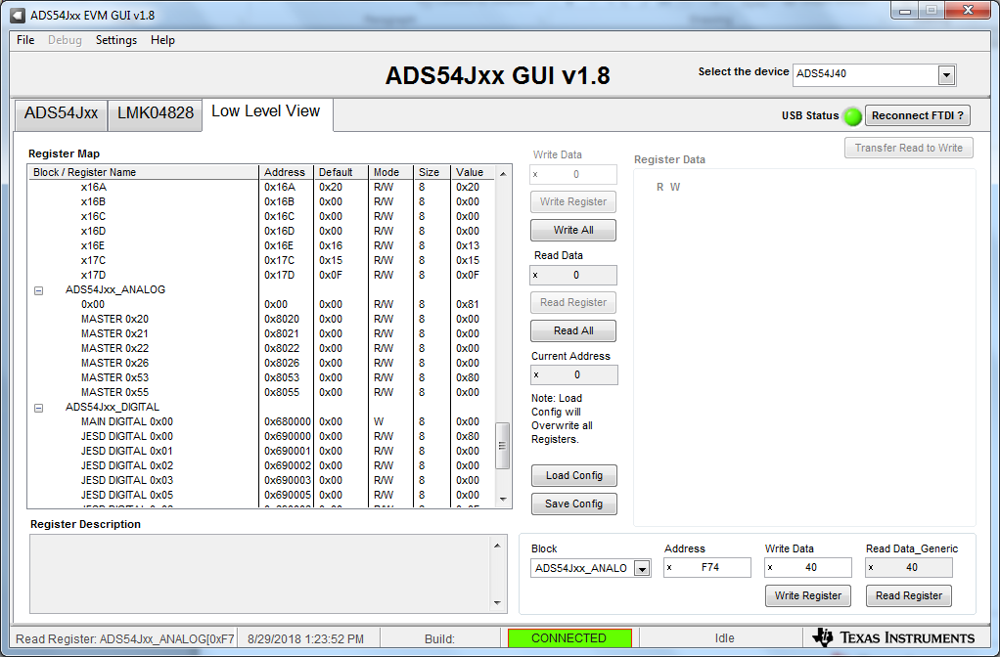 ADS54Jxx EVM GUI v1.8
File Debug Settings Help
ADS54Jxx GUI v1.8
Select the device ADS54J40
ADS54Jxx LMK04828 Low Level View
USB Status Reconnect FTDI ?
Transfer Read to Write
Register Map
Block / Register Name Address Default Mode Size Value
x16A 0x16A 0x20 R/W 8 0x20
x16B 0x16B 0x00 R/W 8 0x00
x16C 0x16C 0x00 R/W 8 0x00
x16D 0x16D 0x00 R/W 8 0x00
x16E 0x16E 0x16 R/W 8 0x13
x17C 0x17C 0x15 R/W 8 0x15
x17D 0x17D 0x0F R/W 8 0x0F
ADS54Jxx_ANALOG
0x00 0x00 0x00 R/W 8 0x81
MASTER 0x20 0x8020 0x00 R/W 8 0x00
MASTER 0x21 0x8021 0x00 R/W 8 0x00
MASTER 0x22 0x8022 0x00 R/W 8 0x00
MASTER 0x26 0x8026 0x00 R/W 8 0x00
MASTER 0x53 0x8053 0x00 R/W 8 0x80
MASTER 0x55 0x8055 0x00 R/W 8 0x00
ADS54Jxx_DIGITAL
MAIN DIGITAL 0x00 0x680000 0x00 W 8 0x00
JESD DIGITAL 0x00 0x690000 0x00 R/W 8 0x80
JESD DIGITAL 0x01 0x690001 0x00 R/W 8 0x00
JESD DIGITAL 0x02 0x690002 0x00 R/W 8 0x00
JESD DIGITAL 0x03 0x690003 0x00 R/W 8 0x00
JESD DIGITAL 0x05 0x690005 0x00 R/W 8 0x00
Write Data
x 0
Write Register
Write All
Read Data
x 0
Read Register
Read All
Current Address
x 0
Note: Load
Config will
Overwrite all
Registers.
Load Config
Save Config
Register Data
R W
Register Description
Block Address Write Data Read Data_Generic
ADS54Jxx_ANALO x F74 x 40 x 40
Write Register Read Register
Read Register: ADS54Jxx_ANALOG[0xF7 8/29/2018 1:23:52 PM Build: CONNECTED Idle TEXAS INSTRUMENTS